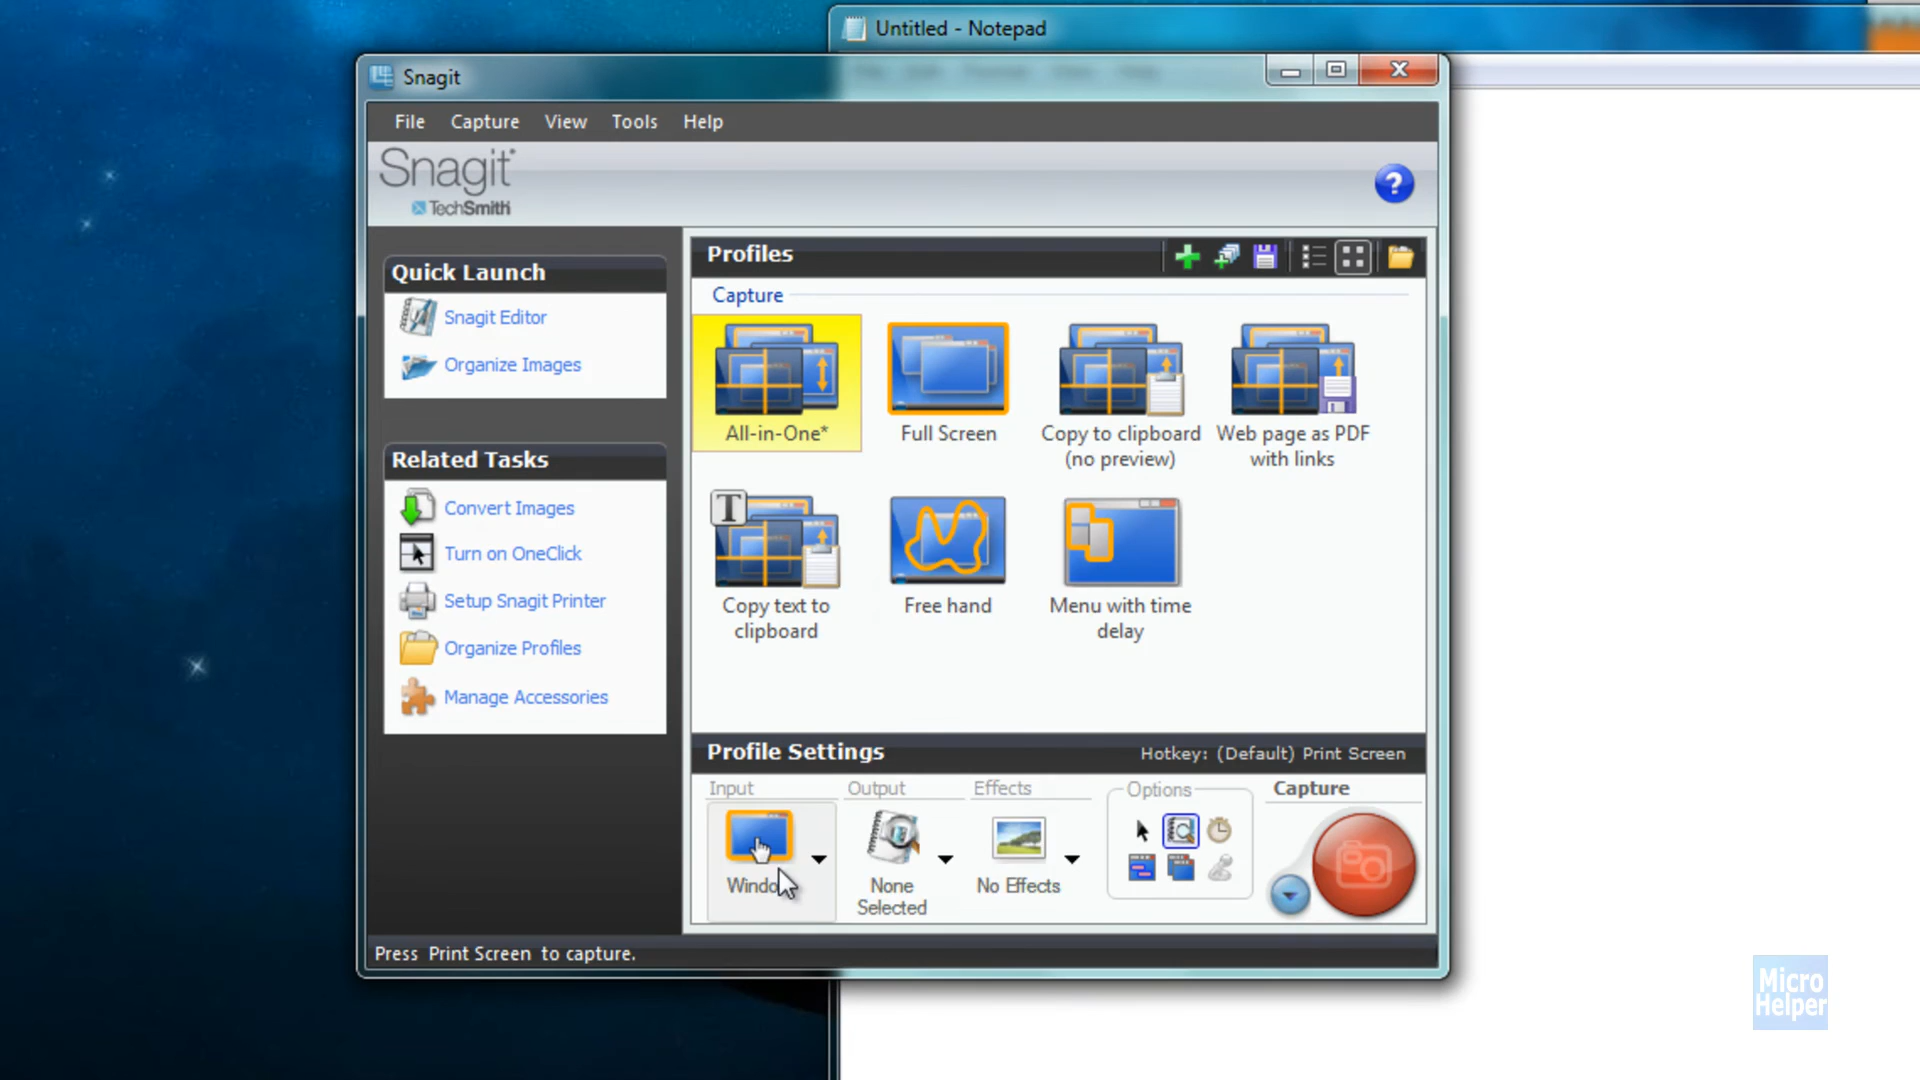 Untitled - Notepad
Snagit
File Capture View Tools Help
Snagit
TechSmith
?
Profiles
Quick Launch
Snagit Editor
Organize Images
Related Tasks
Convert Images
Turn on OneClick
Setup Snagit Printer
Organize Profiles
Manage Accessories
Capture
All-in-One*
Full Screen
Copy to clipboard
(no preview)
Web page as PDF
with links
T
Copy text to
clipboard
Free hand
Menu with time
delay
Profile Settings
Hotkey: (Default) Print Screen
Input
Output
Effects
Options
Capture
None
Selected
No Effects
Press Print Screen to capture.
Micro
Helper